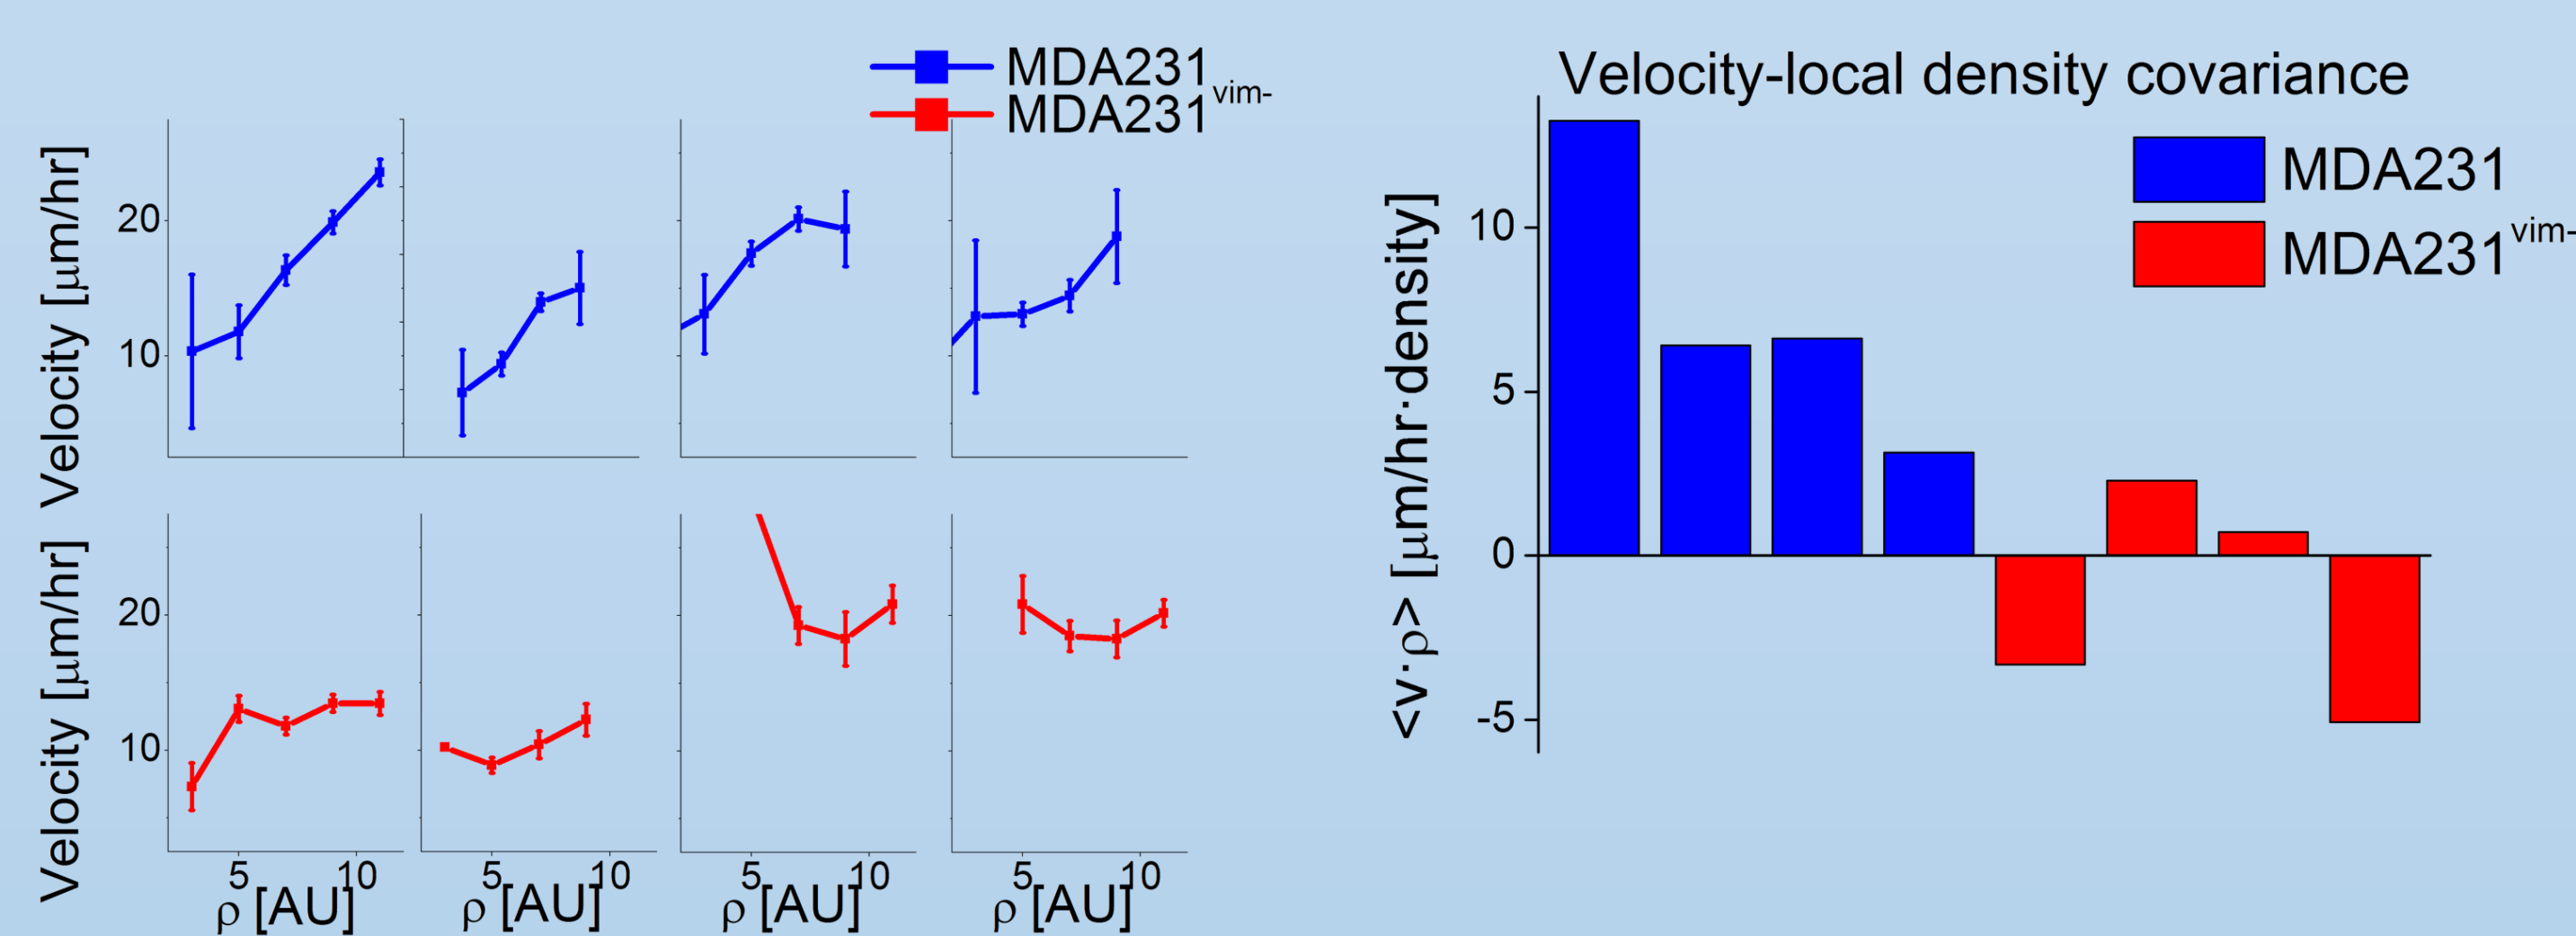 MDA231
MDA231vim-
Velocity [μm/hr]
20
10
Velocity [μm/hr]
20
10
5 10
ρ [AU]
5 10
ρ [AU]
5 10
ρ [AU]
5 10
ρ [AU]
Velocity-local density covariance
MDA231
MDA231vim-
<v·ρ> [μm/hr·density]
10
5
0
-5